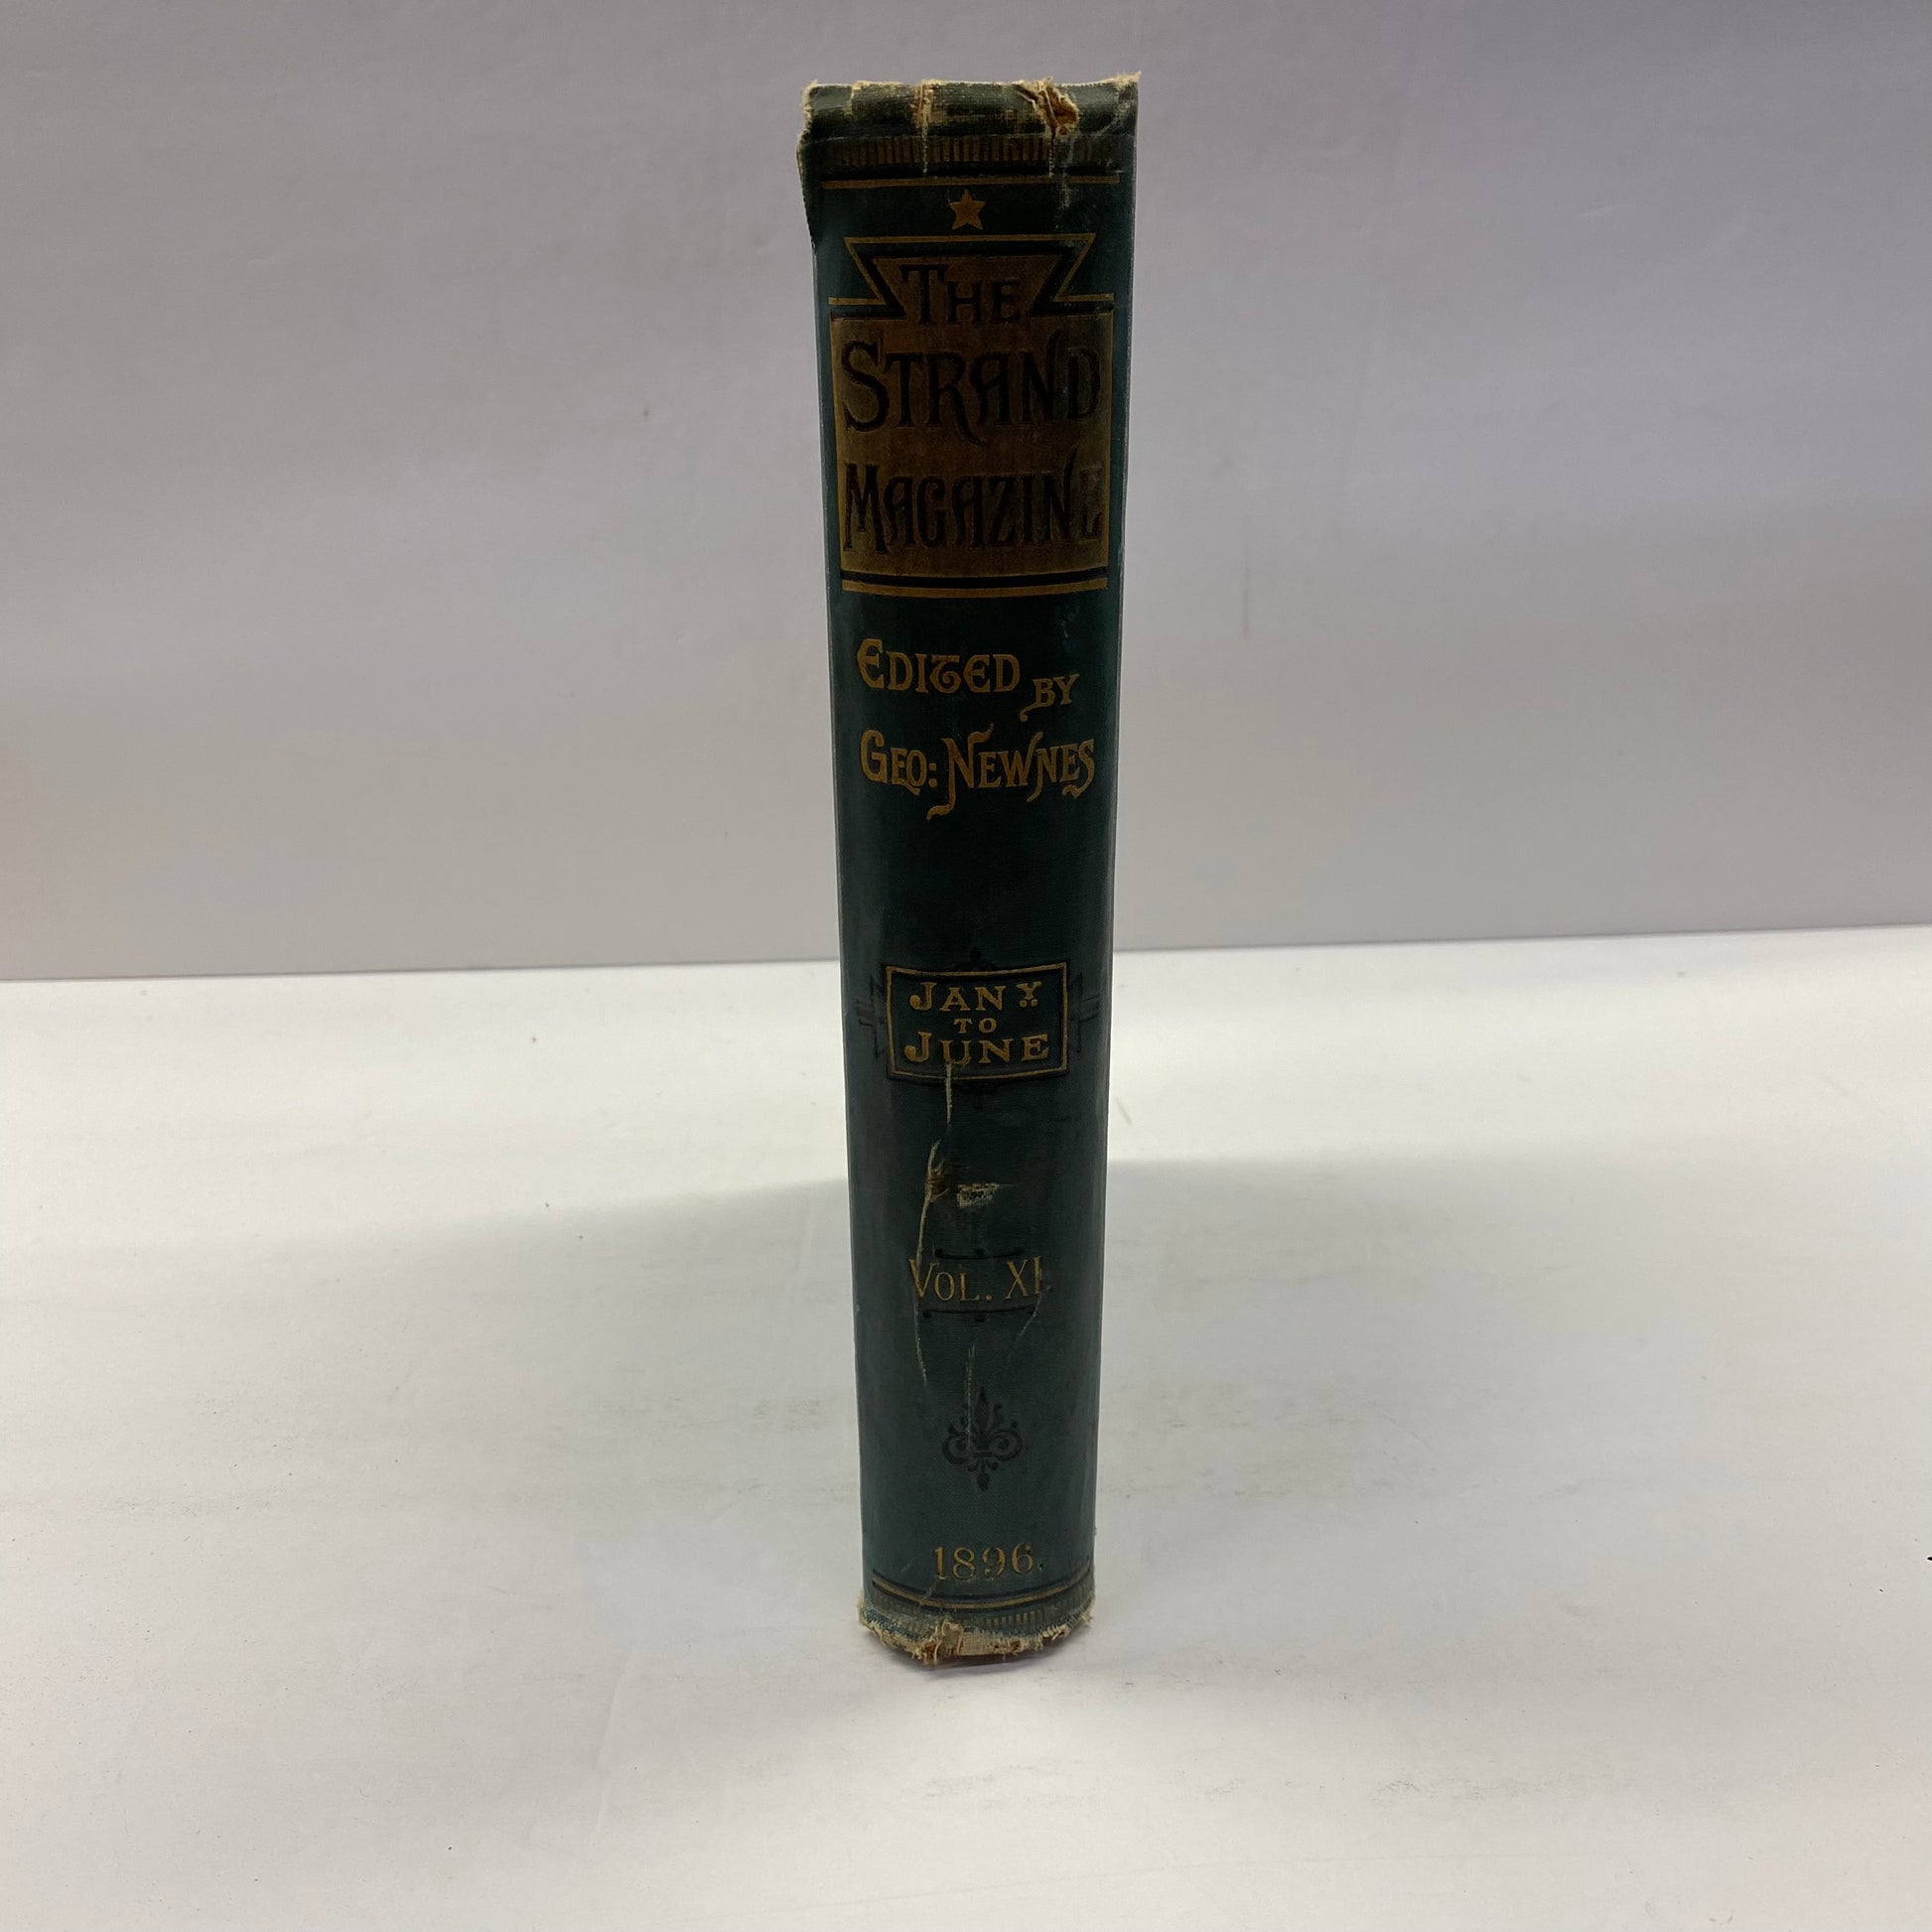 THE
STRAND
MAGAZINE
EDITED BY
GEO: NEWNES
JANY
TO
JUNE
VOL. XI.
1896.